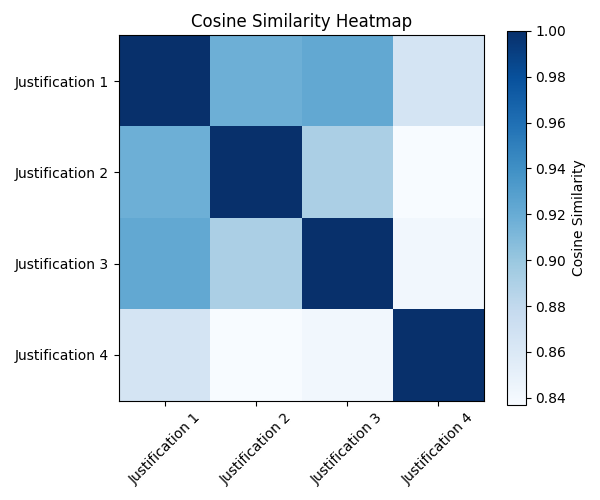 Cosine Similarity Heatmap
Justification 1
Justification 2
Justification 3
Justification 4
Justification 1
Justification 2
Justification 3
Justification 4
1.00
0.98
0.96
0.94
0.92
0.90
0.88
0.86
0.84
Cosine Similarity